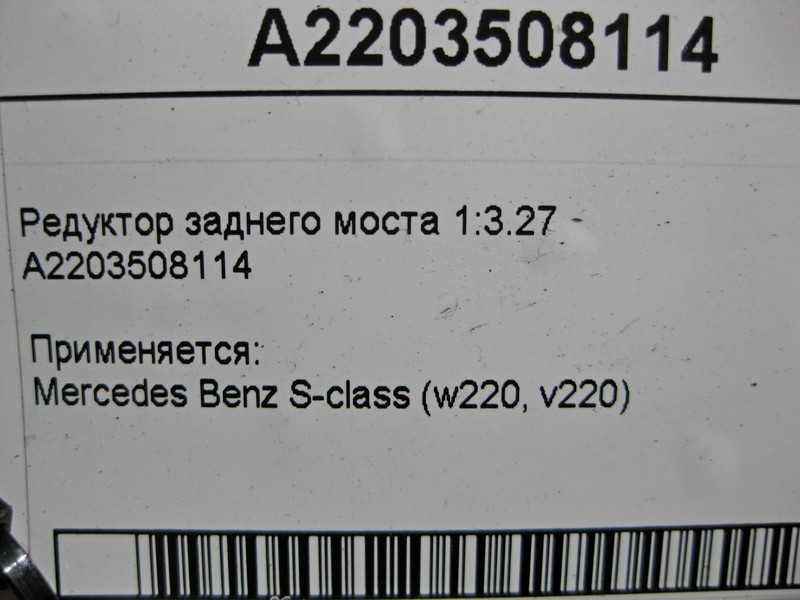 A2203508114
Редуктор заднего моста 1:3.27
A2203508114
Применяется:
Mercedes Benz S-class (w220, v220)